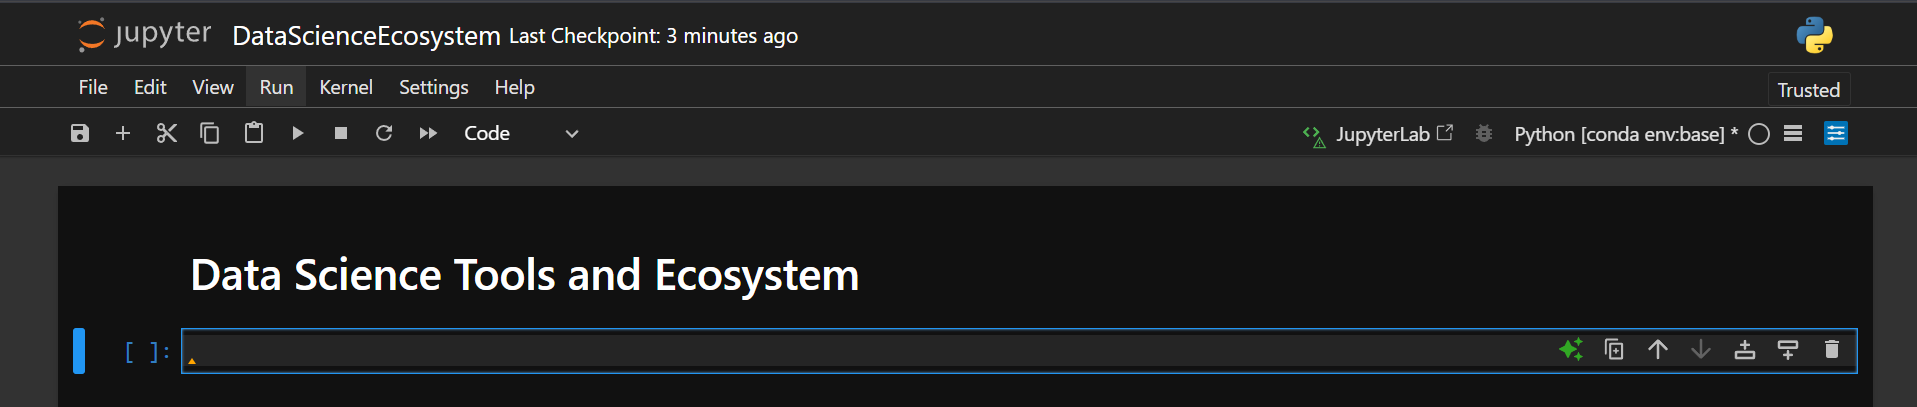 jupyter DataScienceEcosystem Last Checkpoint: 3 minutes ago
File Edit View Run Kernel Settings Help Trusted
Code JupyterLab Python [conda env:base] *
Data Science Tools and Ecosystem
[ ]: